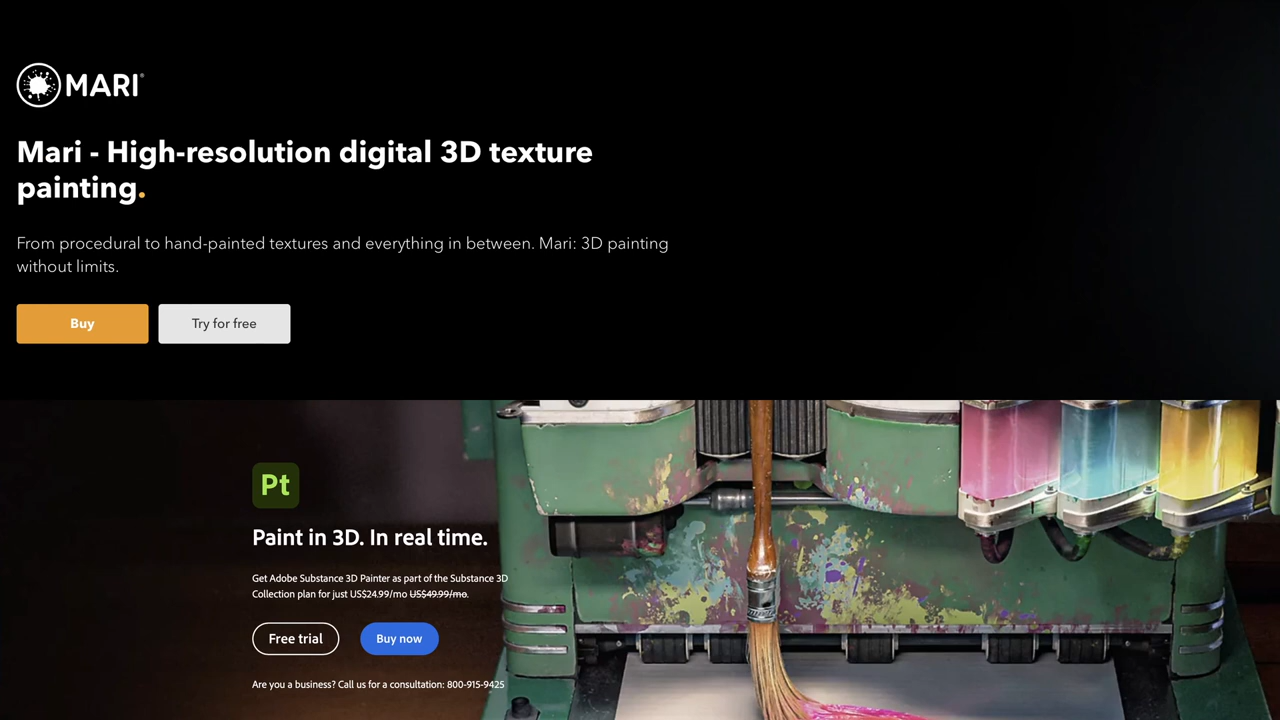 MARI®
Mari - High-resolution digital 3D texture
painting.
From procedural to hand-painted textures and everything in between. Mari: 3D painting
without limits.
Buy
Try for free
Pt
Paint in 3D. In real time.
Get Adobe Substance 3D Painter as part of the Substance 3D
Collection plan for just US$24.99/mo US$49.99/mo.
Free trial
Buy now
Are you a business? Call us for a consultation: 800-915-9425